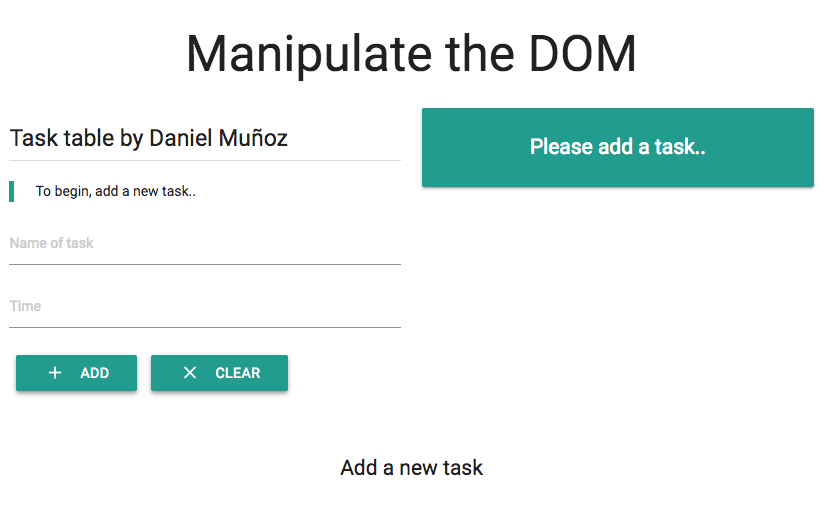 Manipulate the DOM
Task table by Daniel Muñoz
To begin, add a new task..
Name of task
Time
ADD
CLEAR
Please add a task..
Add a new task